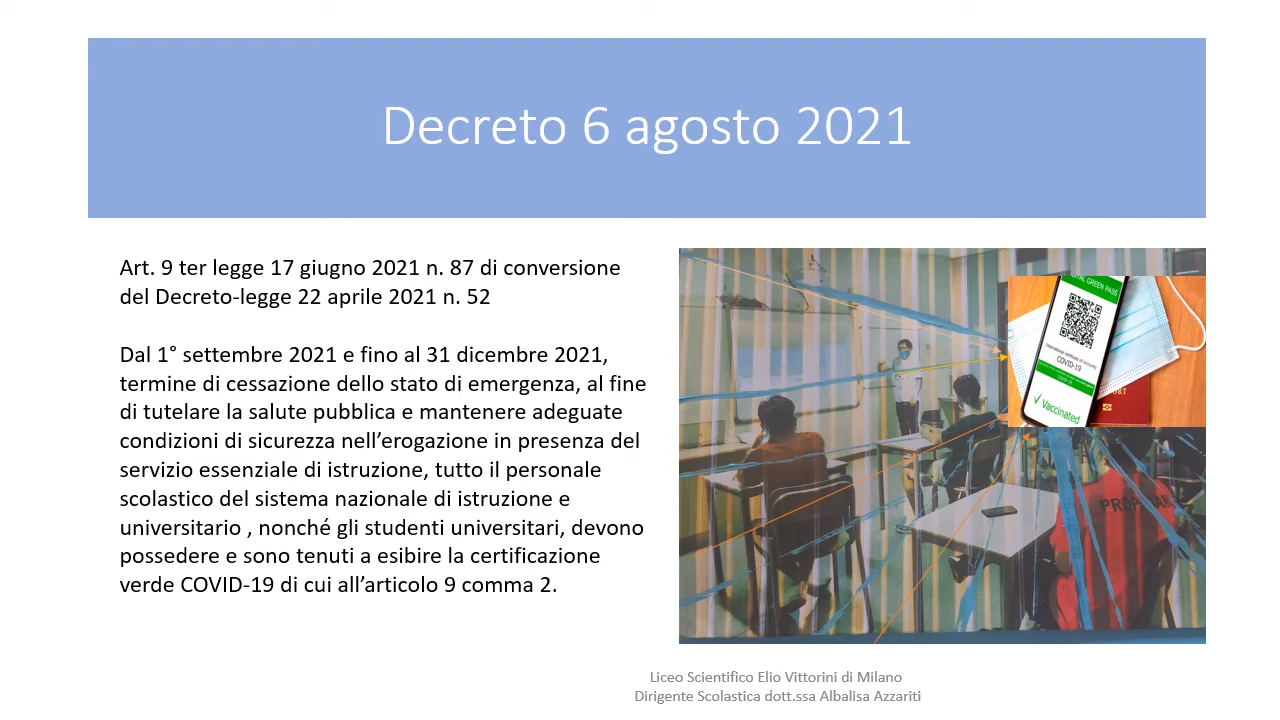 Decreto 6 agosto 2021
Art. 9 ter legge 17 giugno 2021 n. 87 di conversione
del Decreto-legge 22 aprile 2021 n. 52
Dal 1° settembre 2021 e fino al 31 dicembre 2021,
termine di cessazione dello stato di emergenza, al fine
di tutelare la salute pubblica e mantenere adeguate
condizioni di sicurezza nell’erogazione in presenza del
servizio essenziale di istruzione, tutto il personale
scolastico del sistema nazionale di istruzione e
universitario , nonché gli studenti universitari, devono
possedere e sono tenuti a esibire la certificazione
verde COVID-19 di cui all’articolo 9 comma 2.
GREEN PASS
COVID-19
✓ Vaccinated
Liceo Scientifico Elio Vittorini di Milano
Dirigente Scolastica dott.ssa Albalisa Azzariti